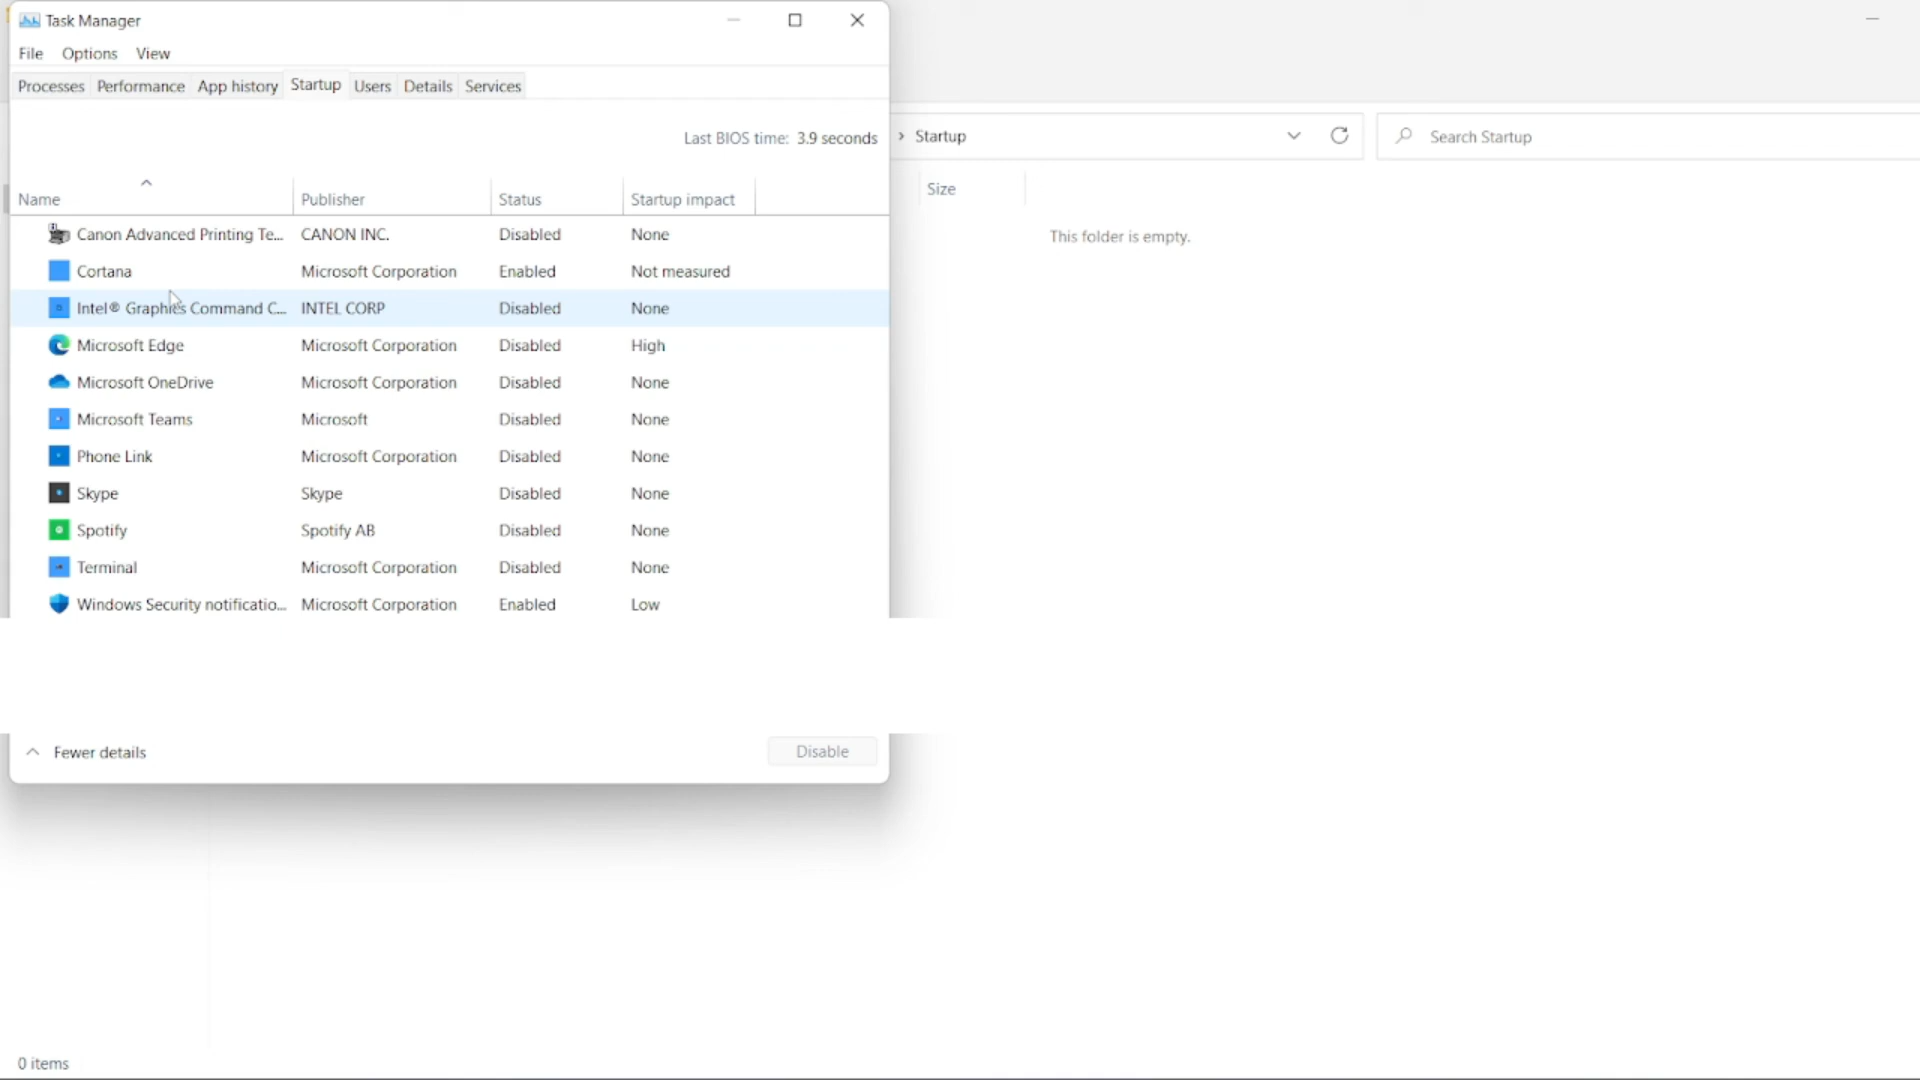 Task Manager
File Options View
Processes Performance App history Startup Users Details Services
Last BIOS time: 3.9 seconds
Name Publisher Status Startup impact
Canon Advanced Printing Te... CANON INC. Disabled None
Cortana Microsoft Corporation Enabled Not measured
Intel® Graphics Command C... INTEL CORP Disabled None
Microsoft Edge Microsoft Corporation Disabled High
Microsoft OneDrive Microsoft Corporation Disabled None
Microsoft Teams Microsoft Disabled None
Phone Link Microsoft Corporation Disabled None
Skype Skype Disabled None
Spotify Spotify AB Disabled None
Terminal Microsoft Corporation Disabled None
Windows Security notificatio... Microsoft Corporation Enabled Low
Fewer details Disable
› Startup Search Startup
Size
This folder is empty.
0 items